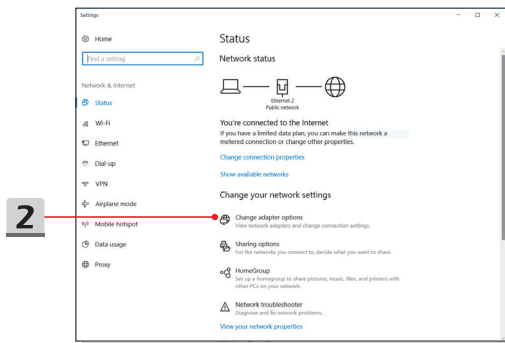 Settings
Home
Find a setting
Network & Internet
Status
Wi-Fi
Ethernet
Dial-up
VPN
Airplane mode
Mobile hotspot
Data usage
Proxy
2
Status
Network status
Ethernet 2
Public network
You're connected to the Internet
If you have a limited data plan, you can make this network a
metered connection or change other properties.
Change connection properties
Show available networks
Change your network settings
Change adapter options
View network adapters and change connection settings.
Sharing options
For the networks you connect to, decide what you want to share.
HomeGroup
Set up a homegroup to share pictures, music, files, and printers with
other PCs on your network.
Network troubleshooter
Diagnose and fix network problems.
View your network properties